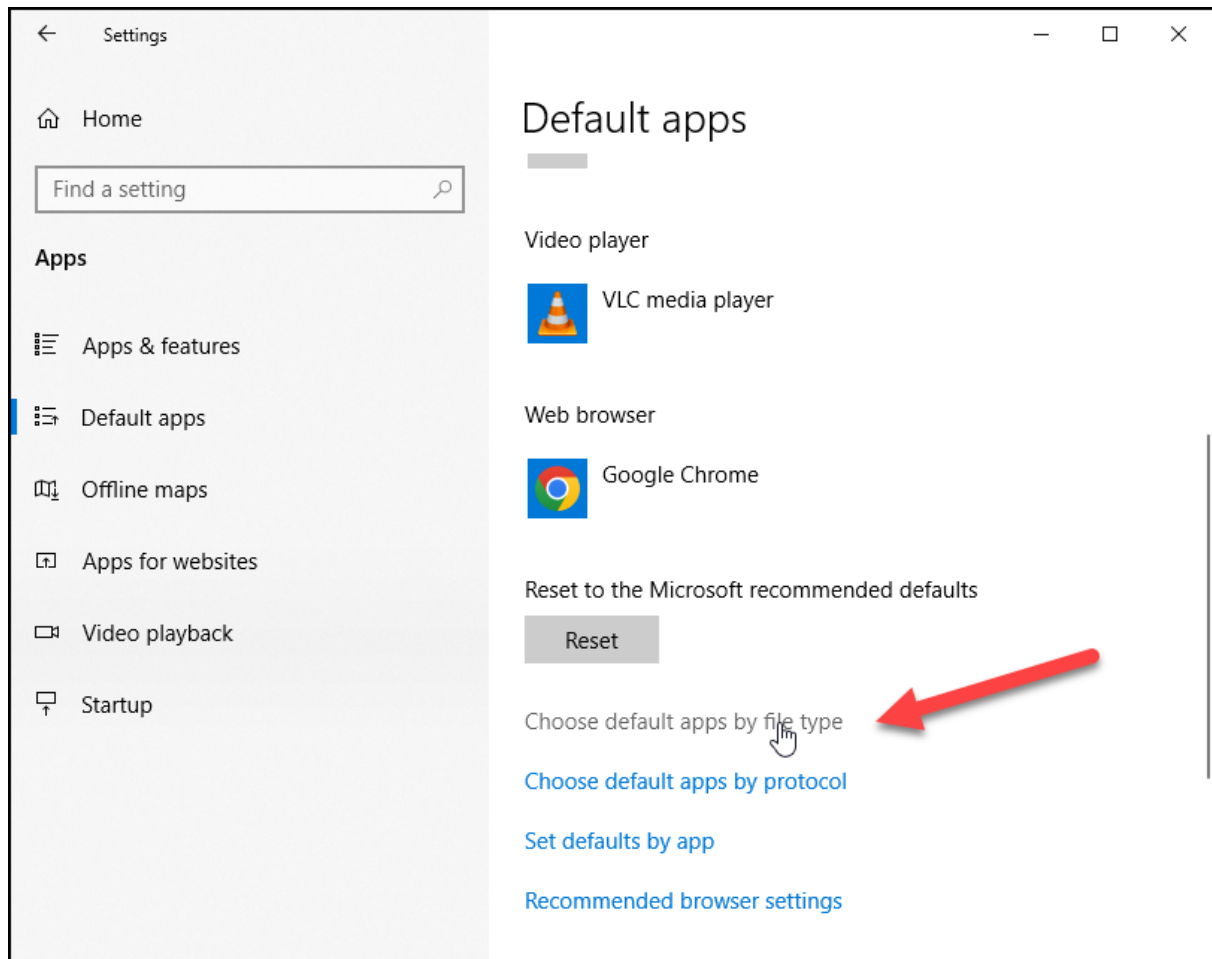 Settings
Home
Find a setting
Apps
Apps & features
Default apps
Offline maps
Apps for websites
Video playback
Startup
Default apps
Video player
VLC media player
Web browser
Google Chrome
Reset to the Microsoft recommended defaults
Reset
Choose default apps by file type
Choose default apps by protocol
Set defaults by app
Recommended browser settings